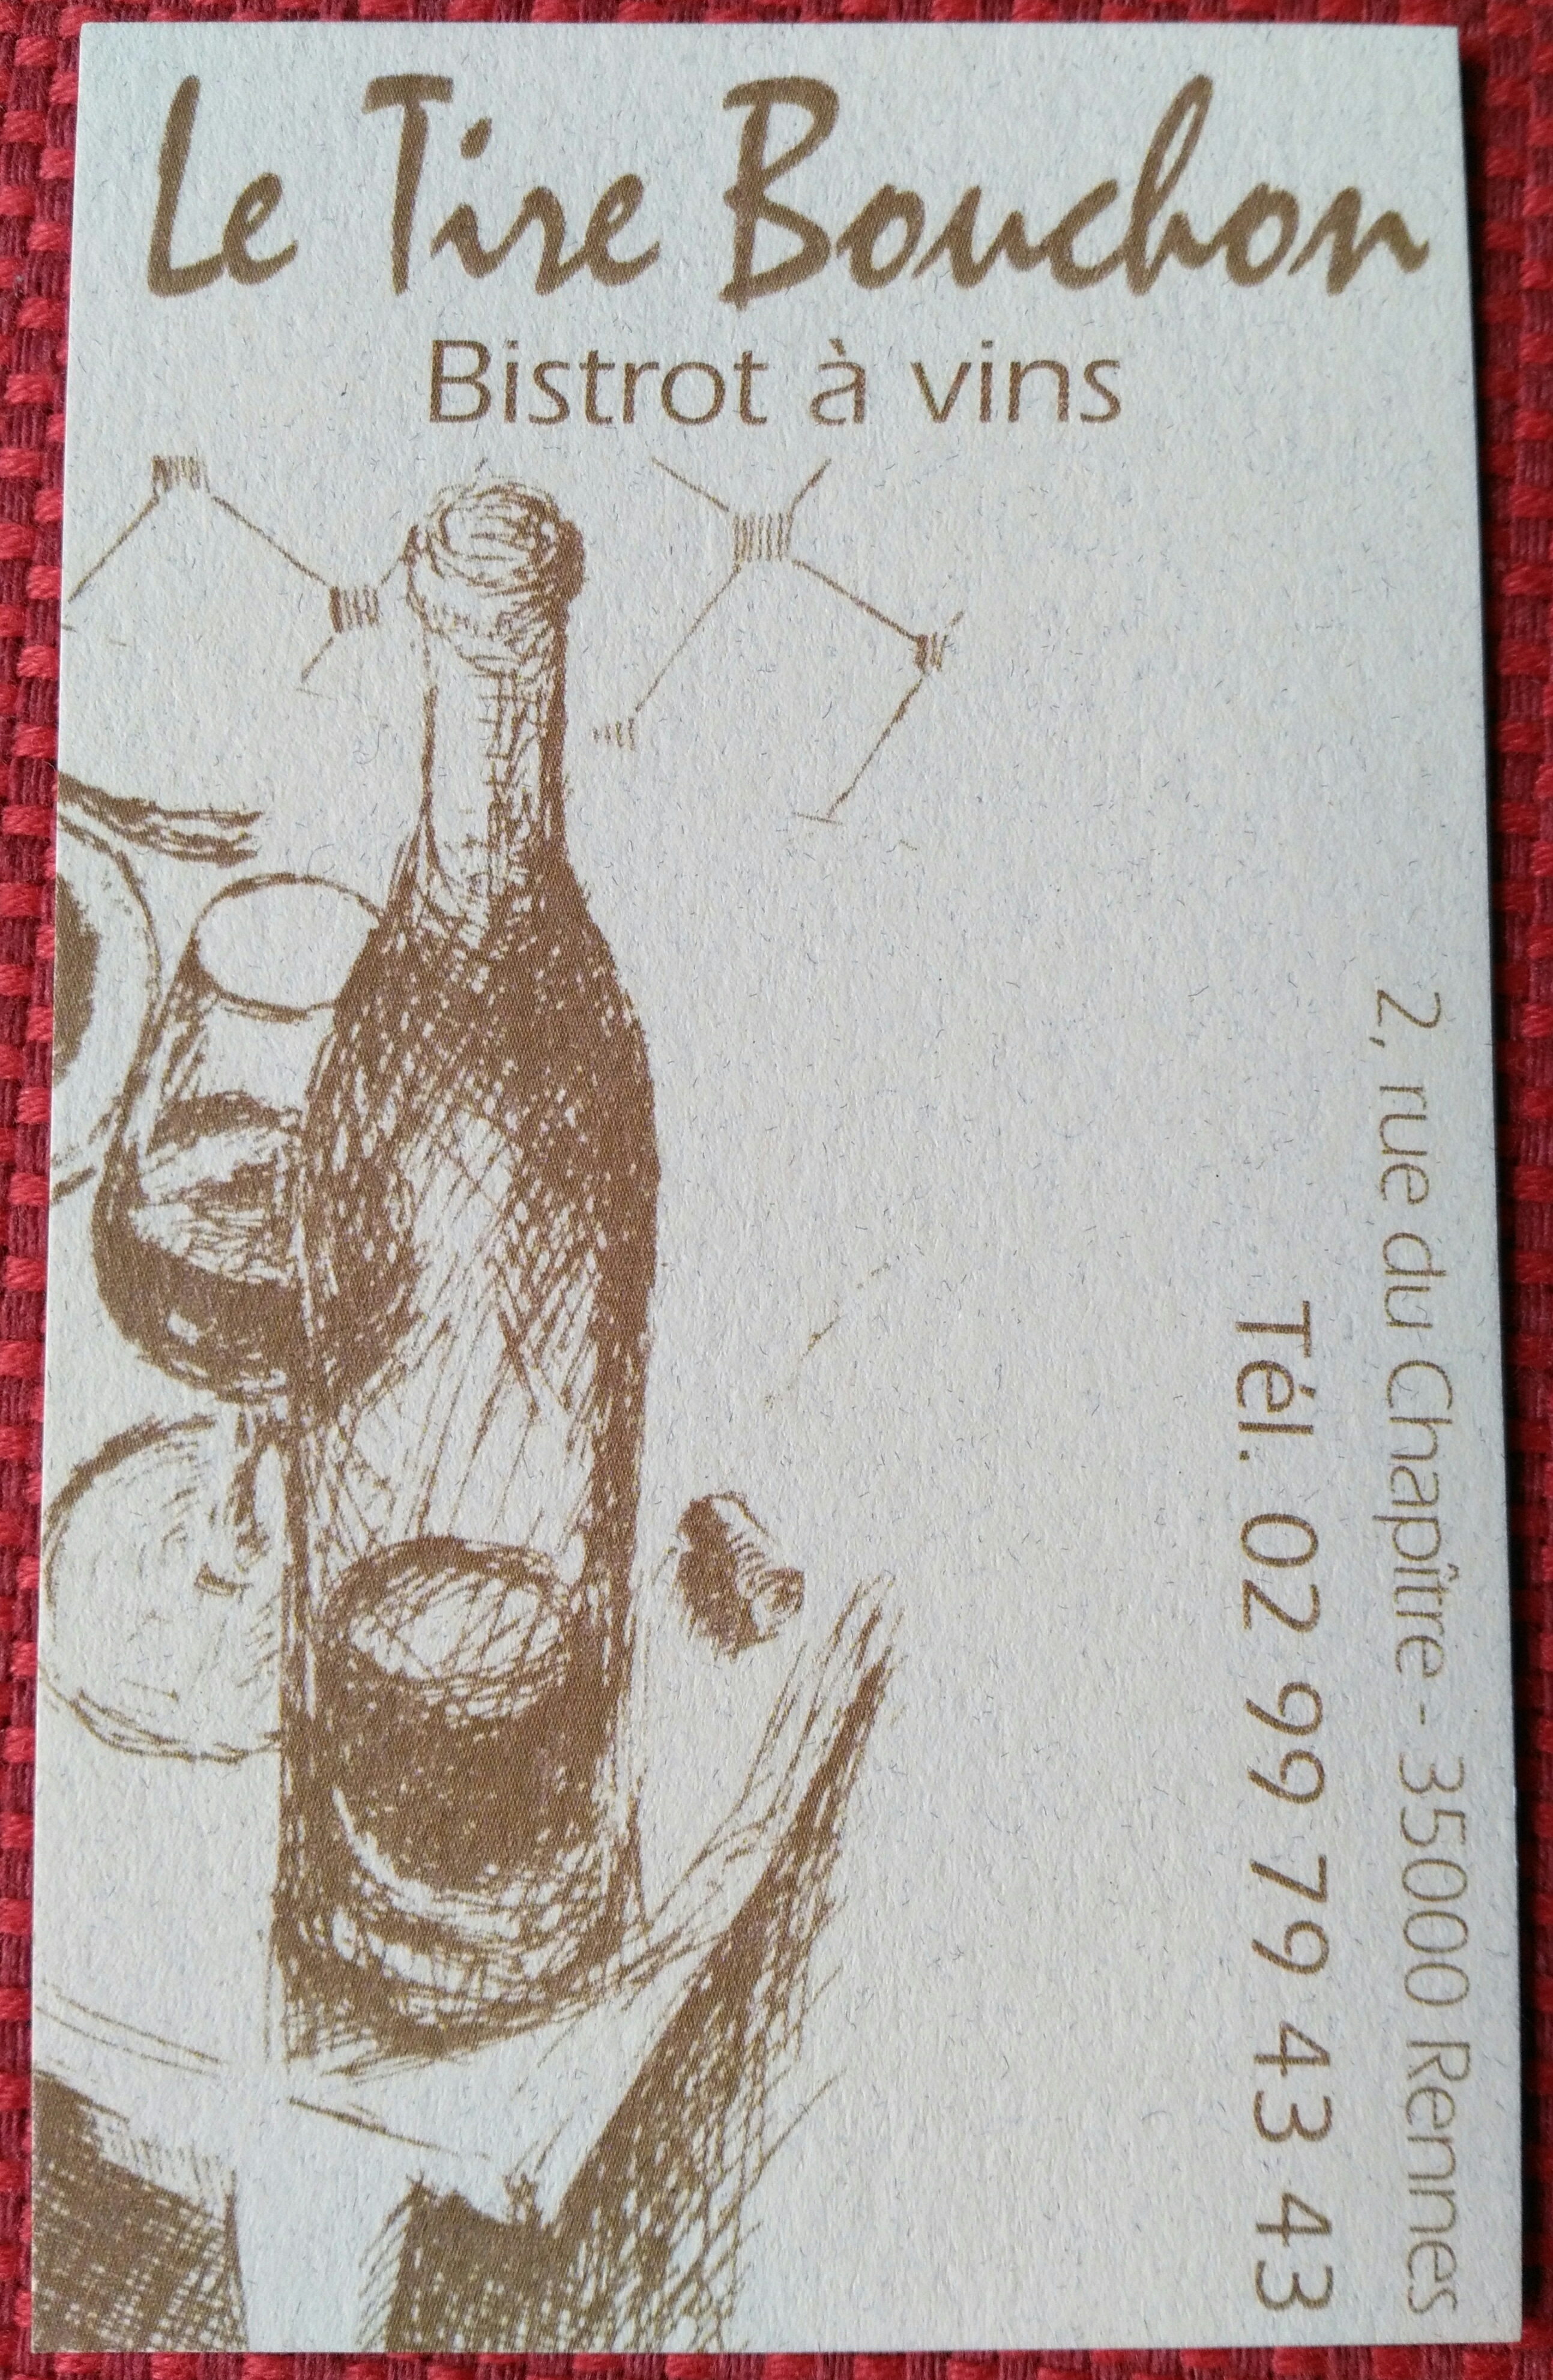 Le Tire Bouchon
Bistrot à vins
2, rue du Chapître - 35000 Rennes
Tél. 02 99 79 43 43